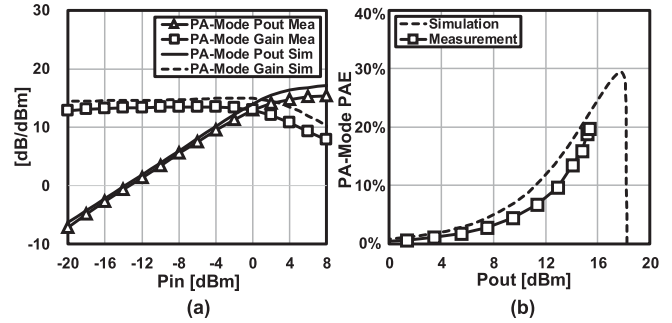 30
20
10
0
-10
[dB/dBm]
PA-Mode Pout Mea
PA-Mode Gain Mea
PA-Mode Pout Sim
PA-Mode Gain Sim
-20 -16 -12 -8 -4 0 4 8
Pin [dBm]
(a)
40%
30%
20%
10%
0%
PA-Mode PAE
Simulation
Measurement
0 4 8 12 16 20
Pout [dBm]
(b)